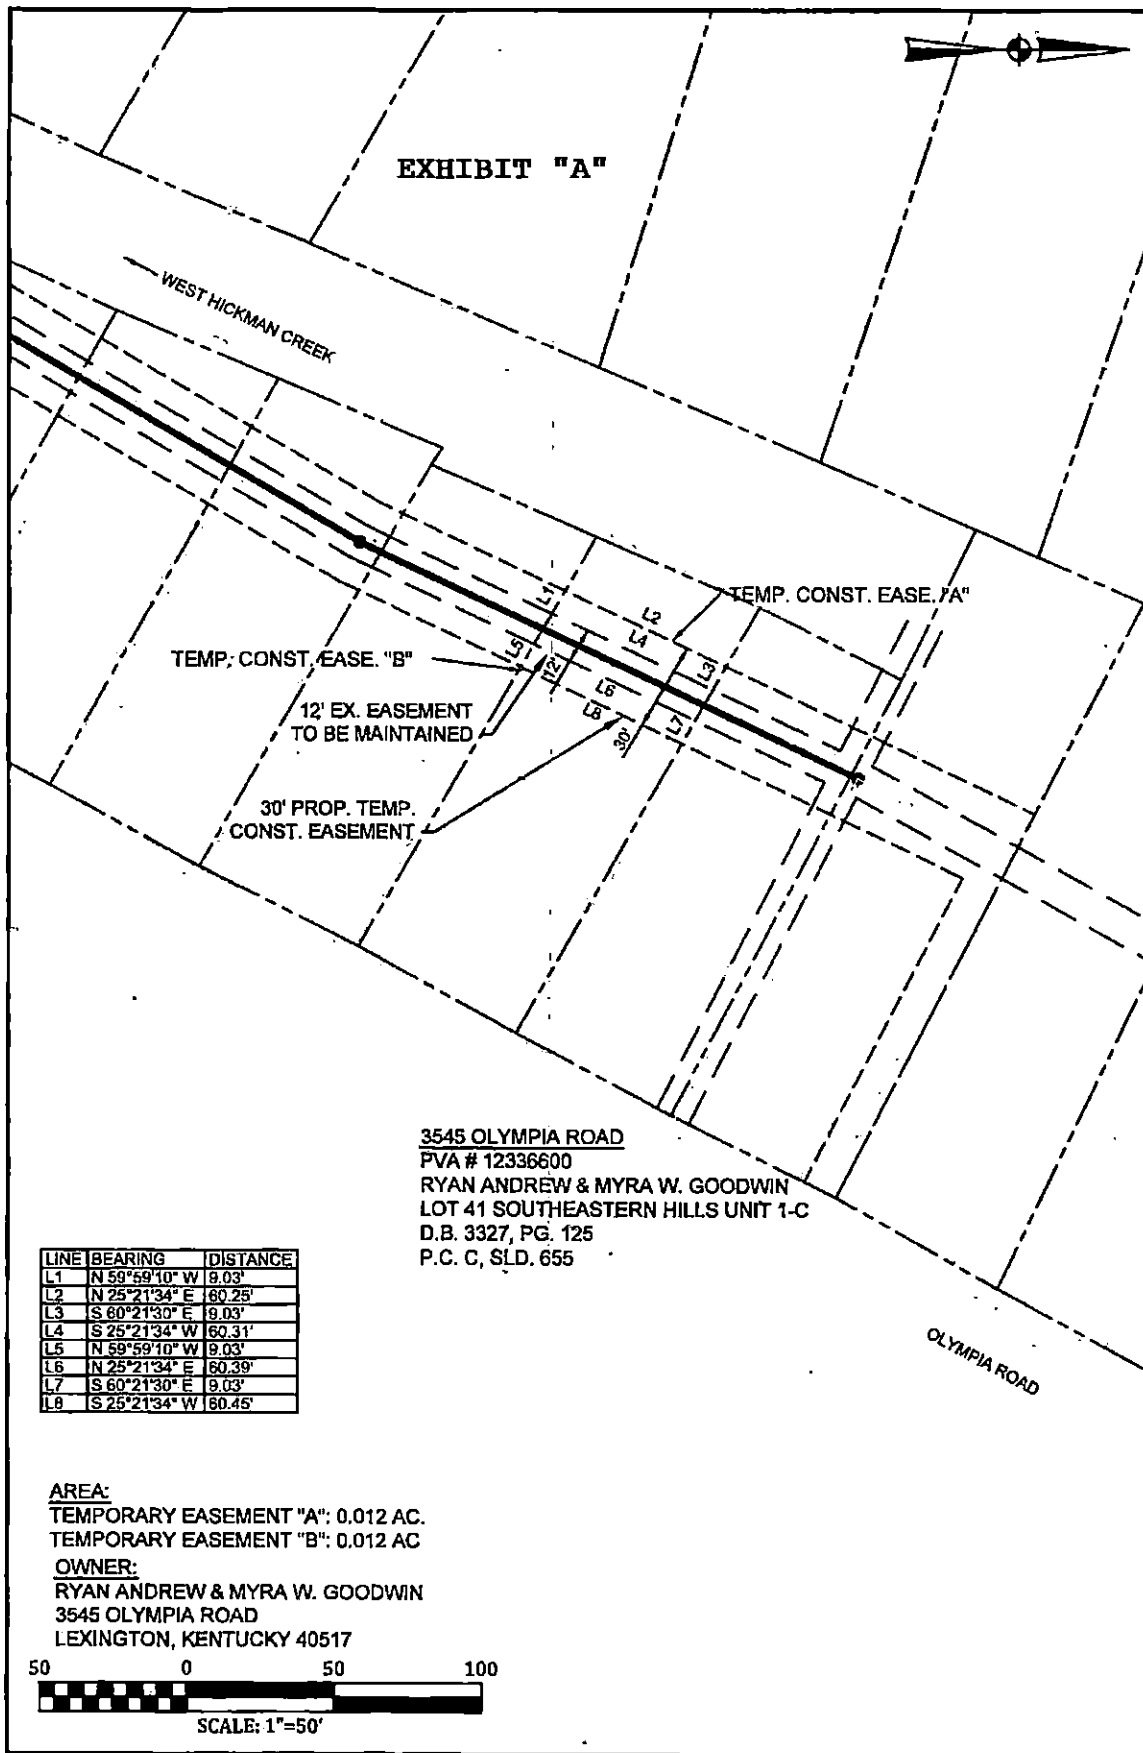 EXHIBIT "A"
WEST HICKMAN CREEK
TEMP. CONST. EASE. "A"
L1
L2
L4
L3
L5
12'
L6
L8
L7
30'
TEMP. CONST. EASE. "B"
12' EX. EASEMENT
TO BE MAINTAINED
30' PROP. TEMP.
CONST. EASEMENT
3545 OLYMPIA ROAD
PVA # 12336600
RYAN ANDREW & MYRA W. GOODWIN
LOT 41 SOUTHEASTERN HILLS UNIT 1-C
D.B. 3327, PG. 125
P.C. C, SLD. 655
LINE BEARING DISTANCE
L1 N 59°59'10" W 9.03'
L2 N 25°21'34" E 60.25'
L3 S 60°21'30" E 9.03'
L4 S 25°21'34" W 60.31'
L5 N 59°59'10" W 9.03'
L6 N 25°21'34" E 60.39'
L7 S 60°21'30" E 9.03'
L8 S 25°21'34" W 60.45'
OLYMPIA ROAD
AREA:
TEMPORARY EASEMENT "A": 0.012 AC.
TEMPORARY EASEMENT "B": 0.012 AC
OWNER:
RYAN ANDREW & MYRA W. GOODWIN
3545 OLYMPIA ROAD
LEXINGTON, KENTUCKY 40517
50 0 50 100
SCALE: 1"=50'